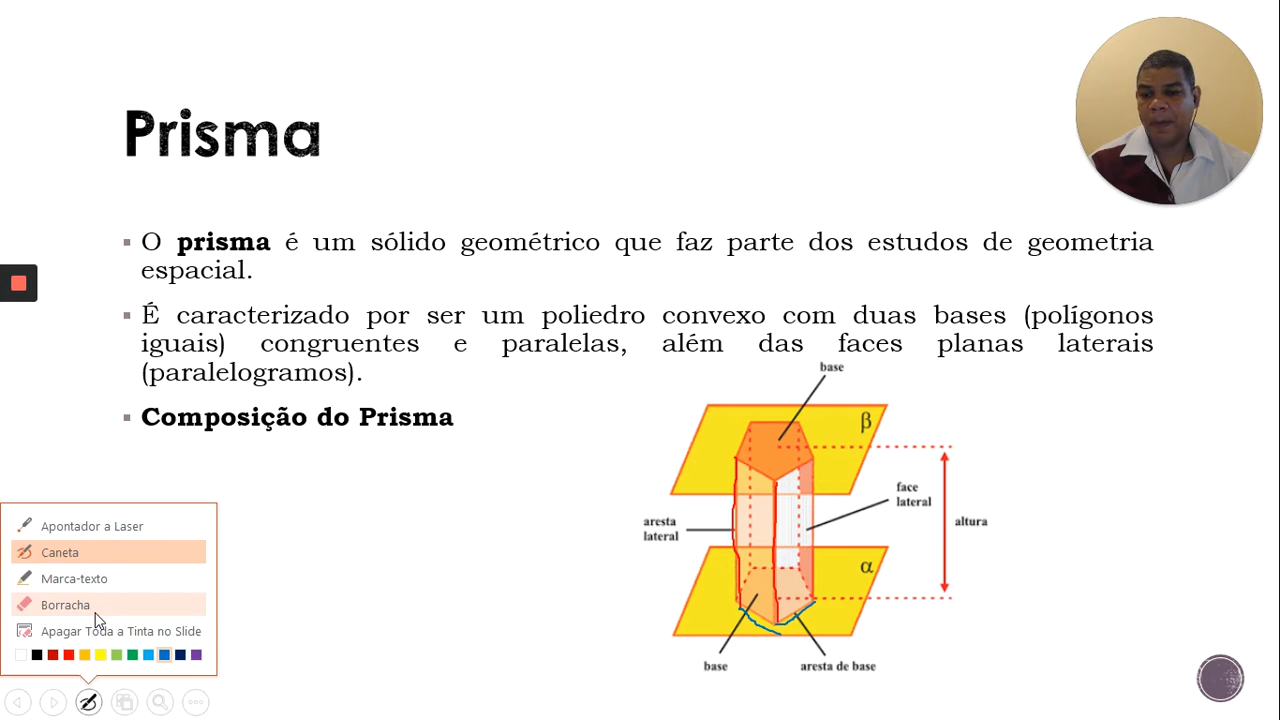 Prisma
▪ O prisma é um sólido geométrico que faz parte dos estudos de geometria
espacial.
▪ É caracterizado por ser um poliedro convexo com duas bases (polígonos
iguais) congruentes e paralelas, além das faces planas laterais
(paralelogramos).
▪ Composição do Prisma
base
β
face
lateral
aresta
lateral
altura
α
base
aresta de base
Apontador a Laser
Caneta
Marca-texto
Borracha
Apagar Toda a Tinta no Slide